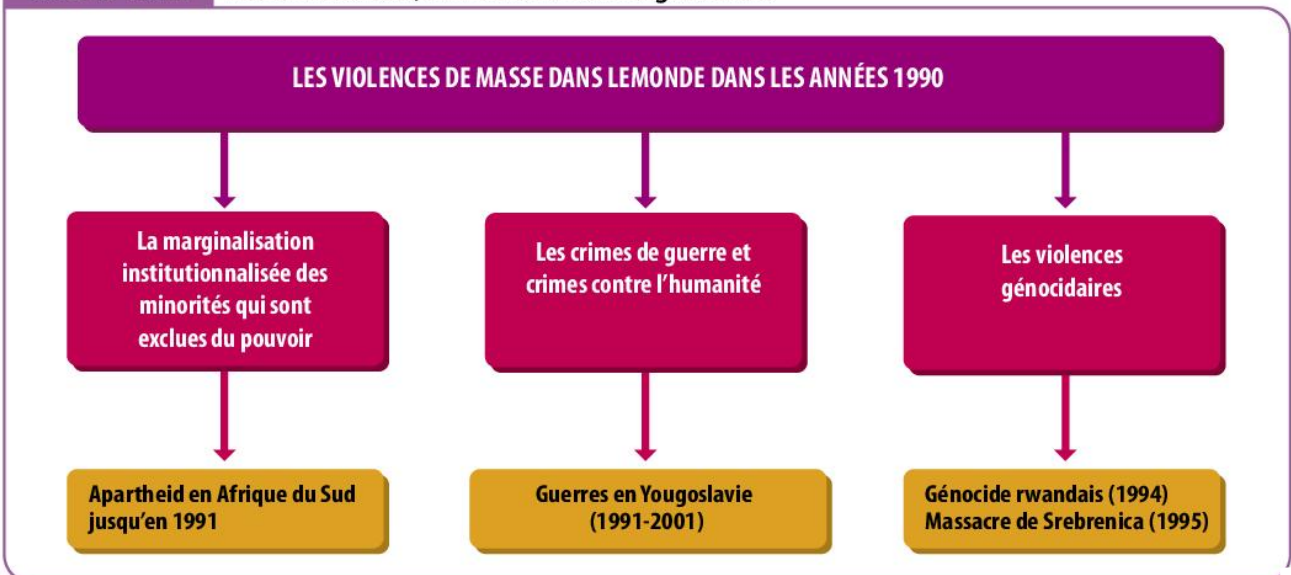 LES VIOLENCES DE MASSE DANS LEMONDE DANS LES ANNÉES 1990
La marginalisation
institutionnalisée des
minorités qui sont
exclues du pouvoir
Les crimes de guerre et
crimes contre l’humanité
Les violences
génocidaires
Apartheid en Afrique du Sud
jusqu’en 1991
Guerres en Yougoslavie
(1991-2001)
Génocide rwandais (1994)
Massacre de Srebrenica (1995)